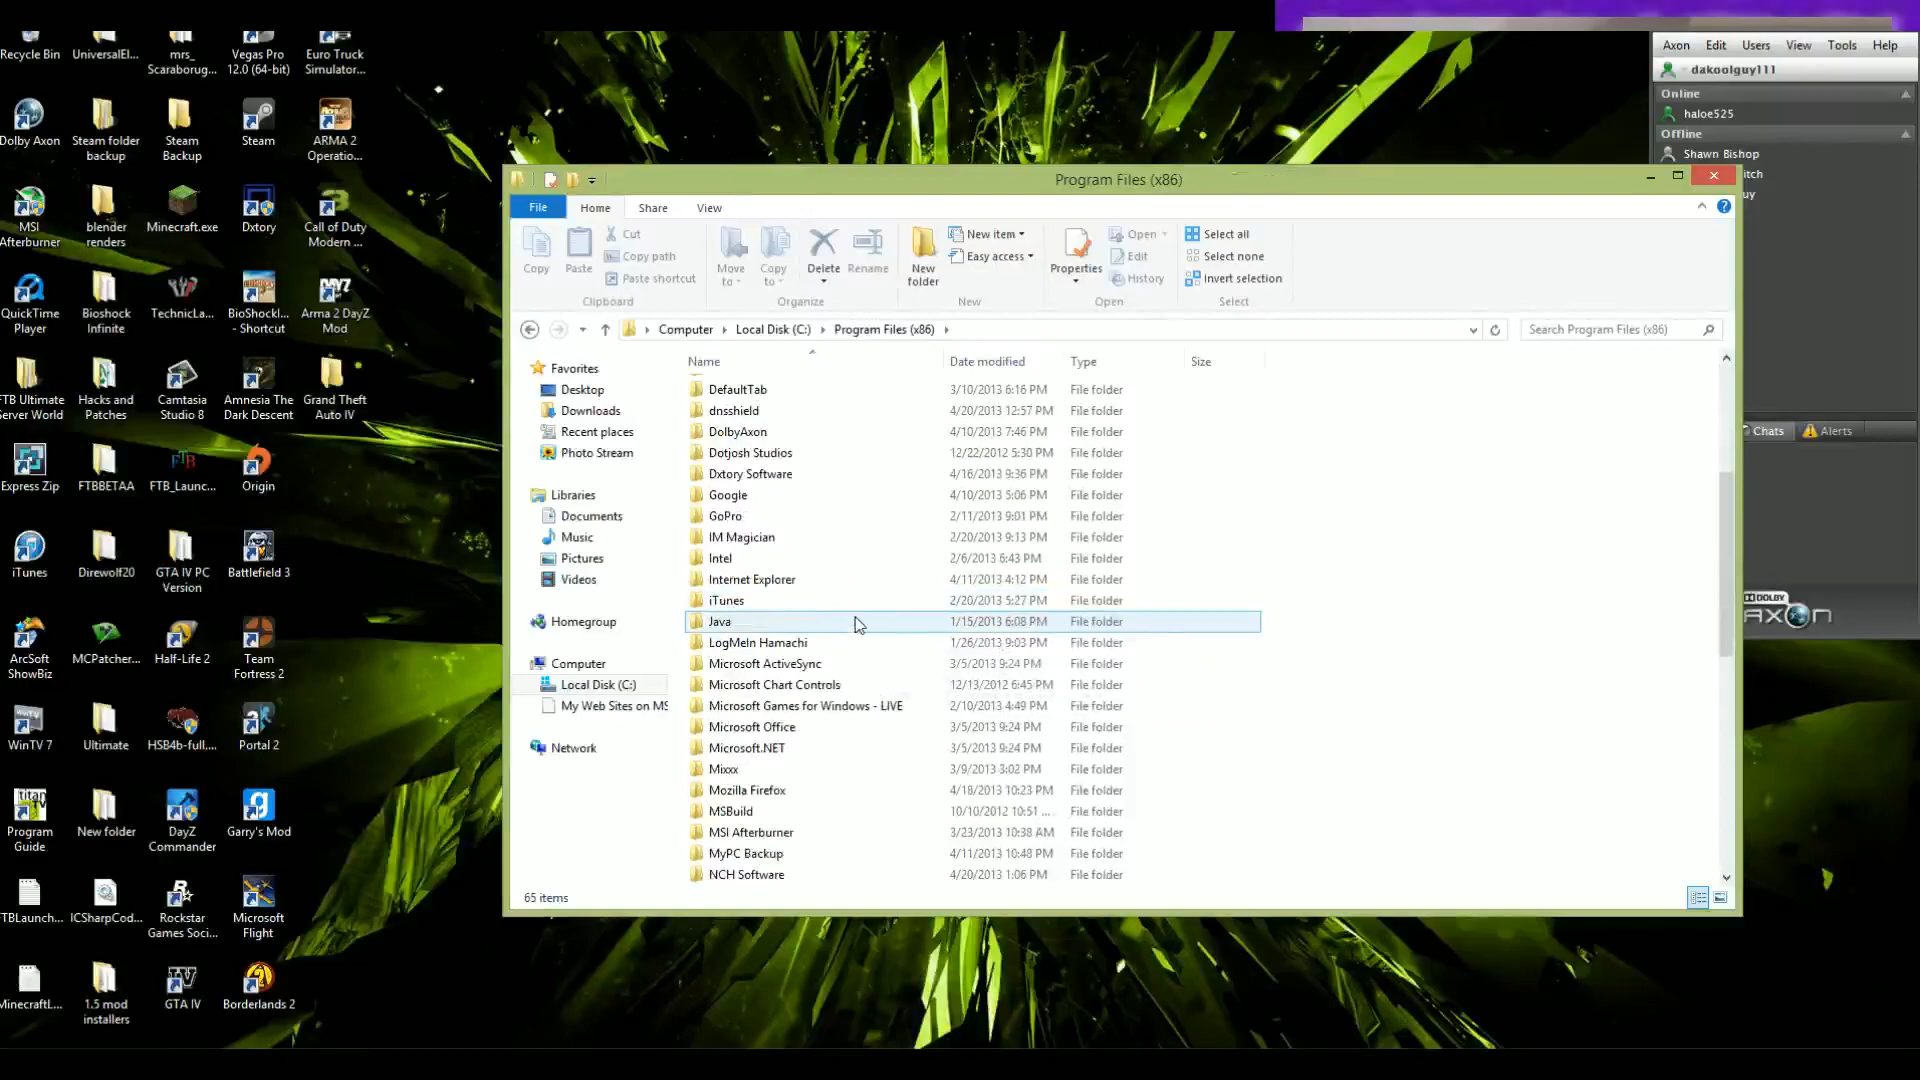 Recycle Bin
UniversalEl...
mrs_
Scaraborug...
Vegas Pro
12.0 (64-bit)
Euro Truck
Simulator...
Dolby Axon
Steam folder
backup
Steam
Backup
Steam
ARMA 2
Operatio...
MSI
Afterburner
blender
renders
Minecraft.exe
Dxtory
Call of Duty
Modern ...
QuickTime
Player
Bioshock
Infinite
TechnicLa...
BioShockI...
- Shortcut
Arma 2 DayZ
Mod
FTB Ultimate
Server World
Hacks and
Patches
Camtasia
Studio 8
Amnesia The
Dark Descent
Grand Theft
Auto IV
Express Zip
FTBBETAA
FTB_Launc...
Origin
iTunes
Direwolf20
GTA IV PC
Version
Battlefield 3
ArcSoft
ShowBiz
MCPatcher...
Half-Life 2
Team
Fortress 2
WinTV 7
Ultimate
HSB4b-full....
Portal 2
titan
TV
Program
Guide
New folder
DayZ
Commander
Garry's Mod
FTBLaunch...
ICSharpCod...
Rockstar
Games Soci...
Microsoft
Flight
MinecraftL...
1.5 mod
installers
GTA IV
Borderlands 2
Program Files (x86)
File
Home
Share
View
Copy
Paste
Cut
Copy path
Paste shortcut
Clipboard
Move
to
Copy
to
Delete
Rename
Organize
New
folder
New item
Easy access
New
Properties
Open
Edit
History
Open
Select all
Select none
Invert selection
Select
Computer
Local Disk (C:)
Program Files (x86)
Search Program Files (x86)
Favorites
Desktop
Downloads
Recent places
Photo Stream
Libraries
Documents
Music
Pictures
Videos
Homegroup
Computer
Local Disk (C:)
My Web Sites on MS
Network
Name Date modified Type Size
DefaultTab 3/10/2013 6:16 PM File folder
dnsshield 4/20/2013 12:57 PM File folder
DolbyAxon 4/10/2013 7:46 PM File folder
Dotjosh Studios 12/22/2012 5:30 PM File folder
Dxtory Software 4/16/2013 9:36 PM File folder
Google 4/10/2013 5:06 PM File folder
GoPro 2/11/2013 9:01 PM File folder
IM Magician 2/20/2013 9:13 PM File folder
Intel 2/6/2013 6:43 PM File folder
Internet Explorer 4/11/2013 4:12 PM File folder
iTunes 2/20/2013 5:27 PM File folder
Java 1/15/2013 6:08 PM File folder
LogMeIn Hamachi 1/26/2013 9:03 PM File folder
Microsoft ActiveSync 3/5/2013 9:24 PM File folder
Microsoft Chart Controls 12/13/2012 6:45 PM File folder
Microsoft Games for Windows - LIVE 2/10/2013 4:49 PM File folder
Microsoft Office 3/5/2013 9:24 PM File folder
Microsoft.NET 3/5/2013 9:24 PM File folder
Mixxx 3/9/2013 3:02 PM File folder
Mozilla Firefox 4/18/2013 10:23 PM File folder
MSBuild 10/10/2012 10:51 ... File folder
MSI Afterburner 3/23/2013 10:38 AM File folder
MyPC Backup 4/11/2013 10:48 PM File folder
NCH Software 4/20/2013 1:06 PM File folder
65 items
Axon Edit Users View Tools Help
dakoolguy111
Online
haloe525
Offline
Shawn Bishop
itch
uy
Chats
Alerts
DOLBY
AXON